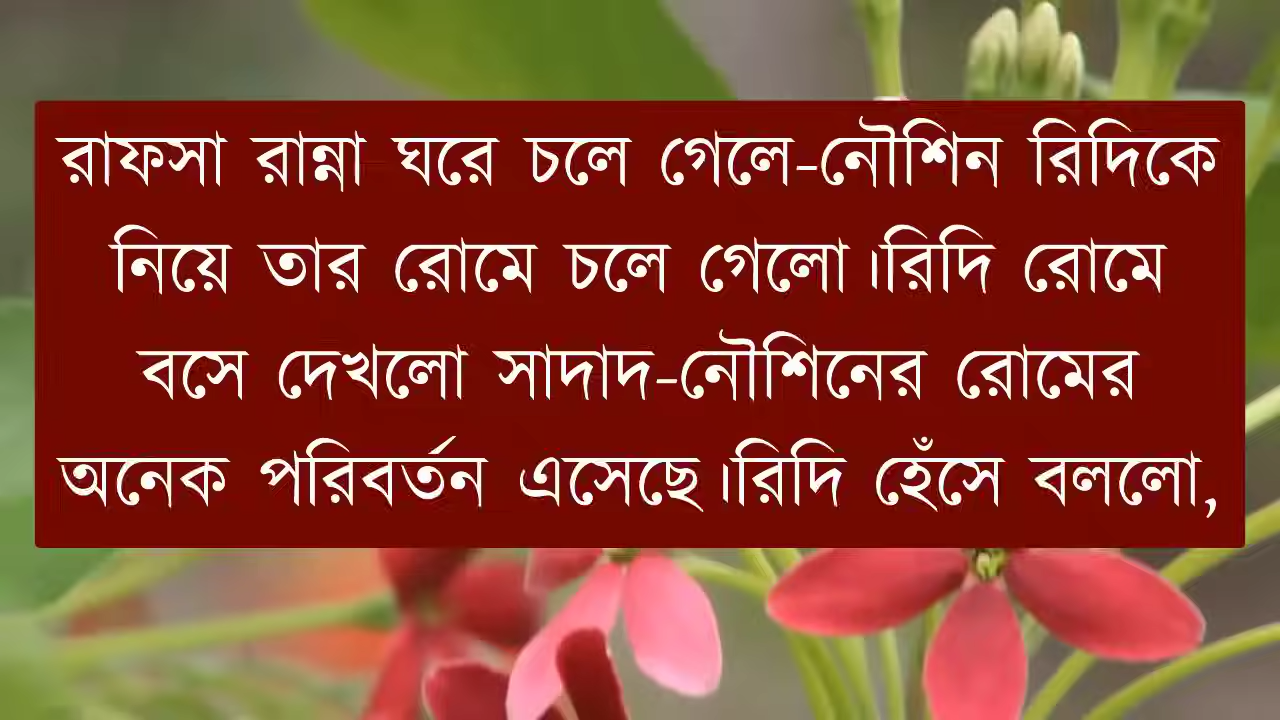 রাফসা রান্না ঘরে চলে গেলে-নৌশিন রিদিকে
নিয়ে তার রোমে চলে গেলো।রিদি রোমে
বসে দেখলো সাদাদ-নৌশিনের রোমের
অনেক পরিবর্তন এসেছে।রিদি হেঁসে বললো,